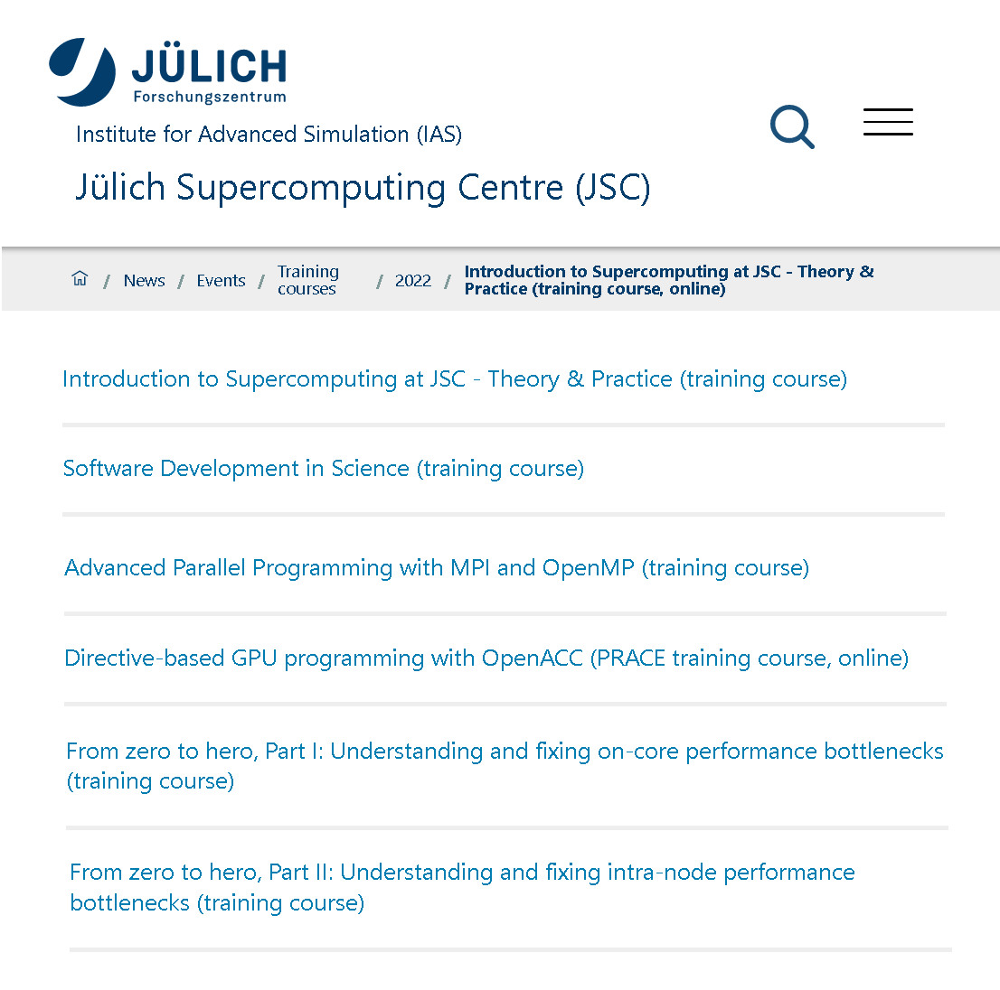 JÜLICH
Forschungszentrum
Institute for Advanced Simulation (IAS)
Jülich Supercomputing Centre (JSC)
/ News / Events / Training courses / 2022 / Introduction to Supercomputing at JSC - Theory &
Practice (training course, online)
Introduction to Supercomputing at JSC - Theory & Practice (training course)
Software Development in Science (training course)
Advanced Parallel Programming with MPI and OpenMP (training course)
Directive-based GPU programming with OpenACC (PRACE training course, online)
From zero to hero, Part I: Understanding and fixing on-core performance bottlenecks
(training course)
From zero to hero, Part II: Understanding and fixing intra-node performance
bottlenecks (training course)